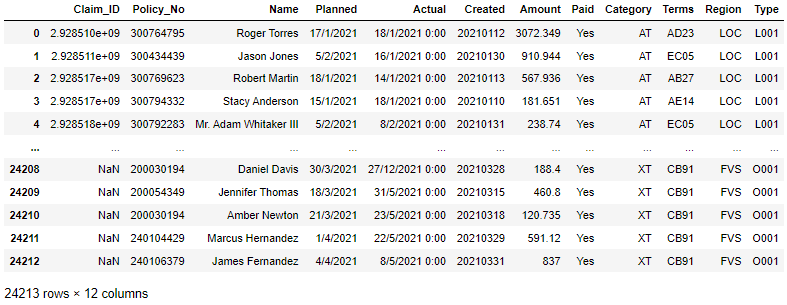 Claim_ID Policy_No Name Planned Actual Created Amount Paid Category Terms Region Type
0 2.928510e+09 300764795 Roger Torres 17/1/2021 18/1/2021 0:00 20210112 3072.349 Yes AT AD23 LOC L001
1 2.928511e+09 300434439 Jason Jones 5/2/2021 16/1/2021 0:00 20210130 910.944 Yes AT EC05 LOC L001
2 2.928517e+09 300769623 Robert Martin 18/1/2021 14/1/2021 0:00 20210113 567.936 Yes AT AB27 LOC L001
3 2.928517e+09 300794332 Stacy Anderson 15/1/2021 18/1/2021 0:00 20210110 181.651 Yes AT AE14 LOC L001
4 2.928518e+09 300792283 Mr. Adam Whitaker III 5/2/2021 8/2/2021 0:00 20210131 238.74 Yes AT EC05 LOC L001
... ... ... ... ... ... ... ... ... ... ... ... ...
24208 NaN 200030194 Daniel Davis 30/3/2021 27/12/2021 0:00 20210328 188.4 Yes XT CB91 FVS O001
24209 NaN 200054349 Jennifer Thomas 18/3/2021 31/5/2021 0:00 20210315 460.8 Yes XT CB91 FVS O001
24210 NaN 200030194 Amber Newton 21/3/2021 23/5/2021 0:00 20210318 120.735 Yes XT CB91 FVS O001
24211 NaN 240104429 Marcus Hernandez 1/4/2021 22/5/2021 0:00 20210329 591.12 Yes XT CB91 FVS O001
24212 NaN 240106379 James Fernandez 4/4/2021 8/5/2021 0:00 20210331 837 Yes XT CB91 FVS O001
24213 rows × 12 columns